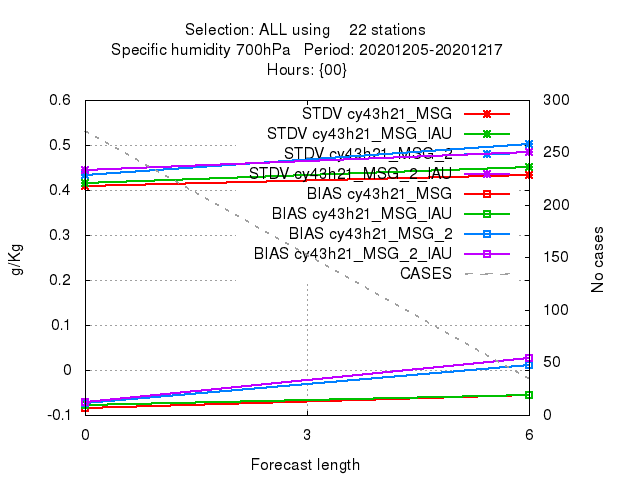 Selection: ALL using 22 stations
Specific humidity 700hPa Period: 20201205-20201217
Hours: {00}
0.6
0.5
0.4
0.3
0.2
0.1
0
-0.1
300
250
200
150
100
50
0
g/Kg
No cases
STDV cy43h21_MSG
STDV cy43h21_MSG_IAU
STDV cy43h21_MSG_2
STDV cy43h21_MSG_2_IAU
BIAS cy43h21_MSG
BIAS cy43h21_MSG_IAU
BIAS cy43h21_MSG_2
BIAS cy43h21_MSG_2_IAU
CASES
0 3 6
Forecast length